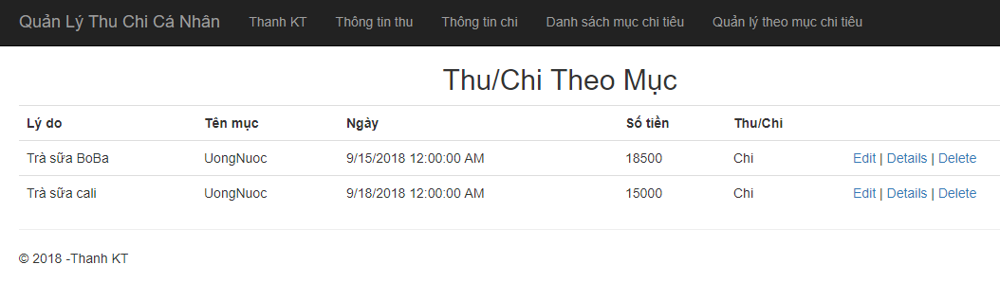 Quản Lý Thu Chi Cá Nhân Thanh KT Thông tin thu Thông tin chi Danh sách mục chi tiêu Quản lý theo mục chi tiêu
Thu/Chi Theo Mục
Lý do Tên mục Ngày Số tiền Thu/Chi
Trà sữa BoBa UongNuoc 9/15/2018 12:00:00 AM 18500 Chi Edit | Details | Delete
Trà sữa cali UongNuoc 9/18/2018 12:00:00 AM 15000 Chi Edit | Details | Delete
© 2018 -Thanh KT